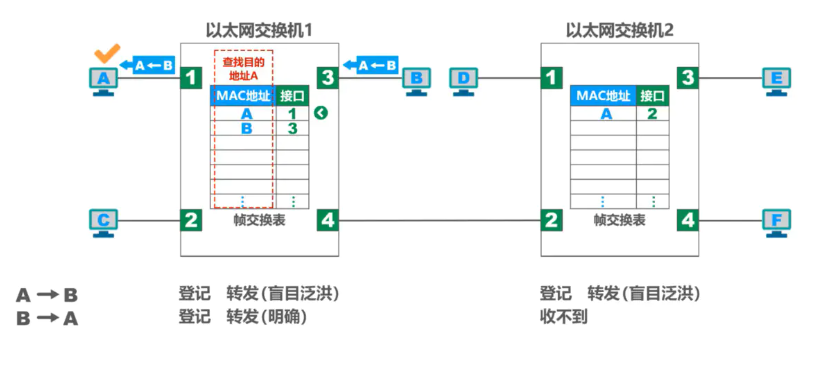 以太网交换机1
以太网交换机2
查找目的
地址A
A←B
A←B
A
1
3
B
D
1
3
E
MAC地址 接口
A 1
B 3
⋮ ⋮
帧交换表
MAC地址 接口
A 2
⋮ ⋮
帧交换表
C
2
4
2
4
F
A→B 登记 转发(盲目泛洪) 登记 转发(盲目泛洪)
B→A 登记 转发(明确) 收不到